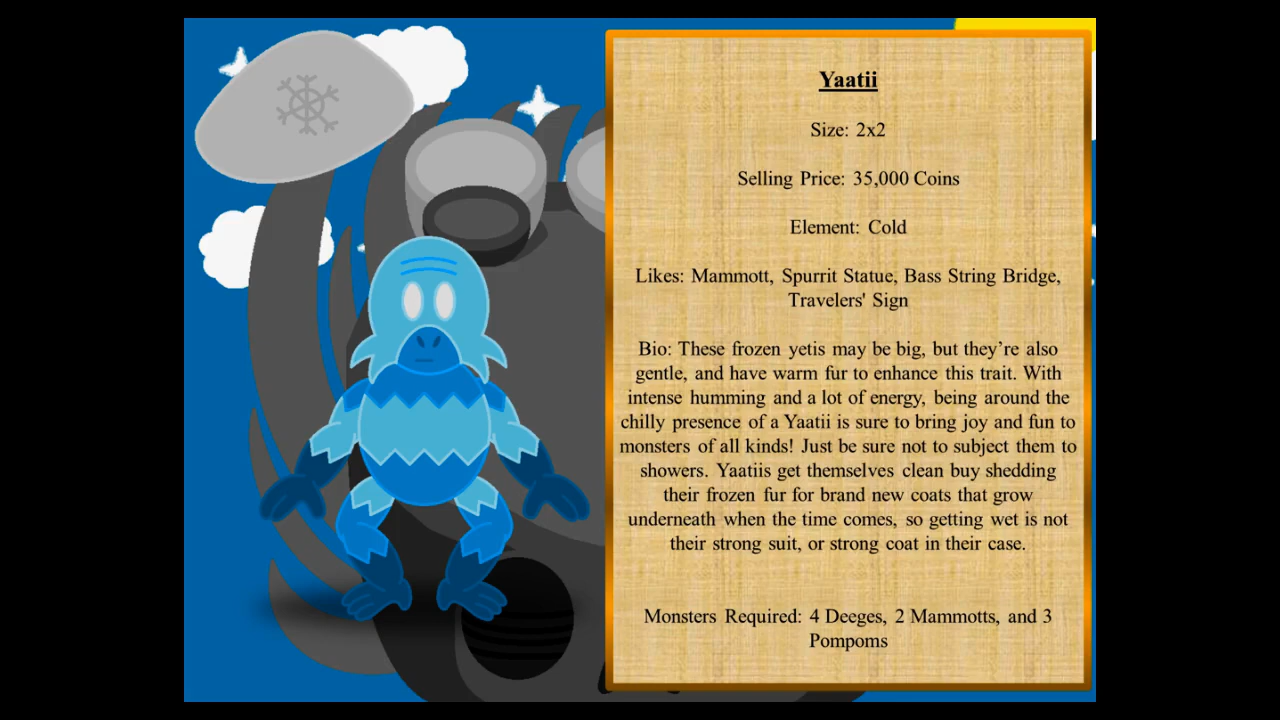 Yaatii
Size: 2x2
Selling Price: 35,000 Coins
Element: Cold
Likes: Mammott, Spurrit Statue, Bass String Bridge,
Travelers' Sign
Bio: These frozen yetis may be big, but they’re also
gentle, and have warm fur to enhance this trait. With
intense humming and a lot of energy, being around the
chilly presence of a Yaatii is sure to bring joy and fun to
monsters of all kinds! Just be sure not to subject them to
showers. Yaatiis get themselves clean buy shedding
their frozen fur for brand new coats that grow
underneath when the time comes, so getting wet is not
their strong suit, or strong coat in their case.
Monsters Required: 4 Deeges, 2 Mammotts, and 3
Pompoms